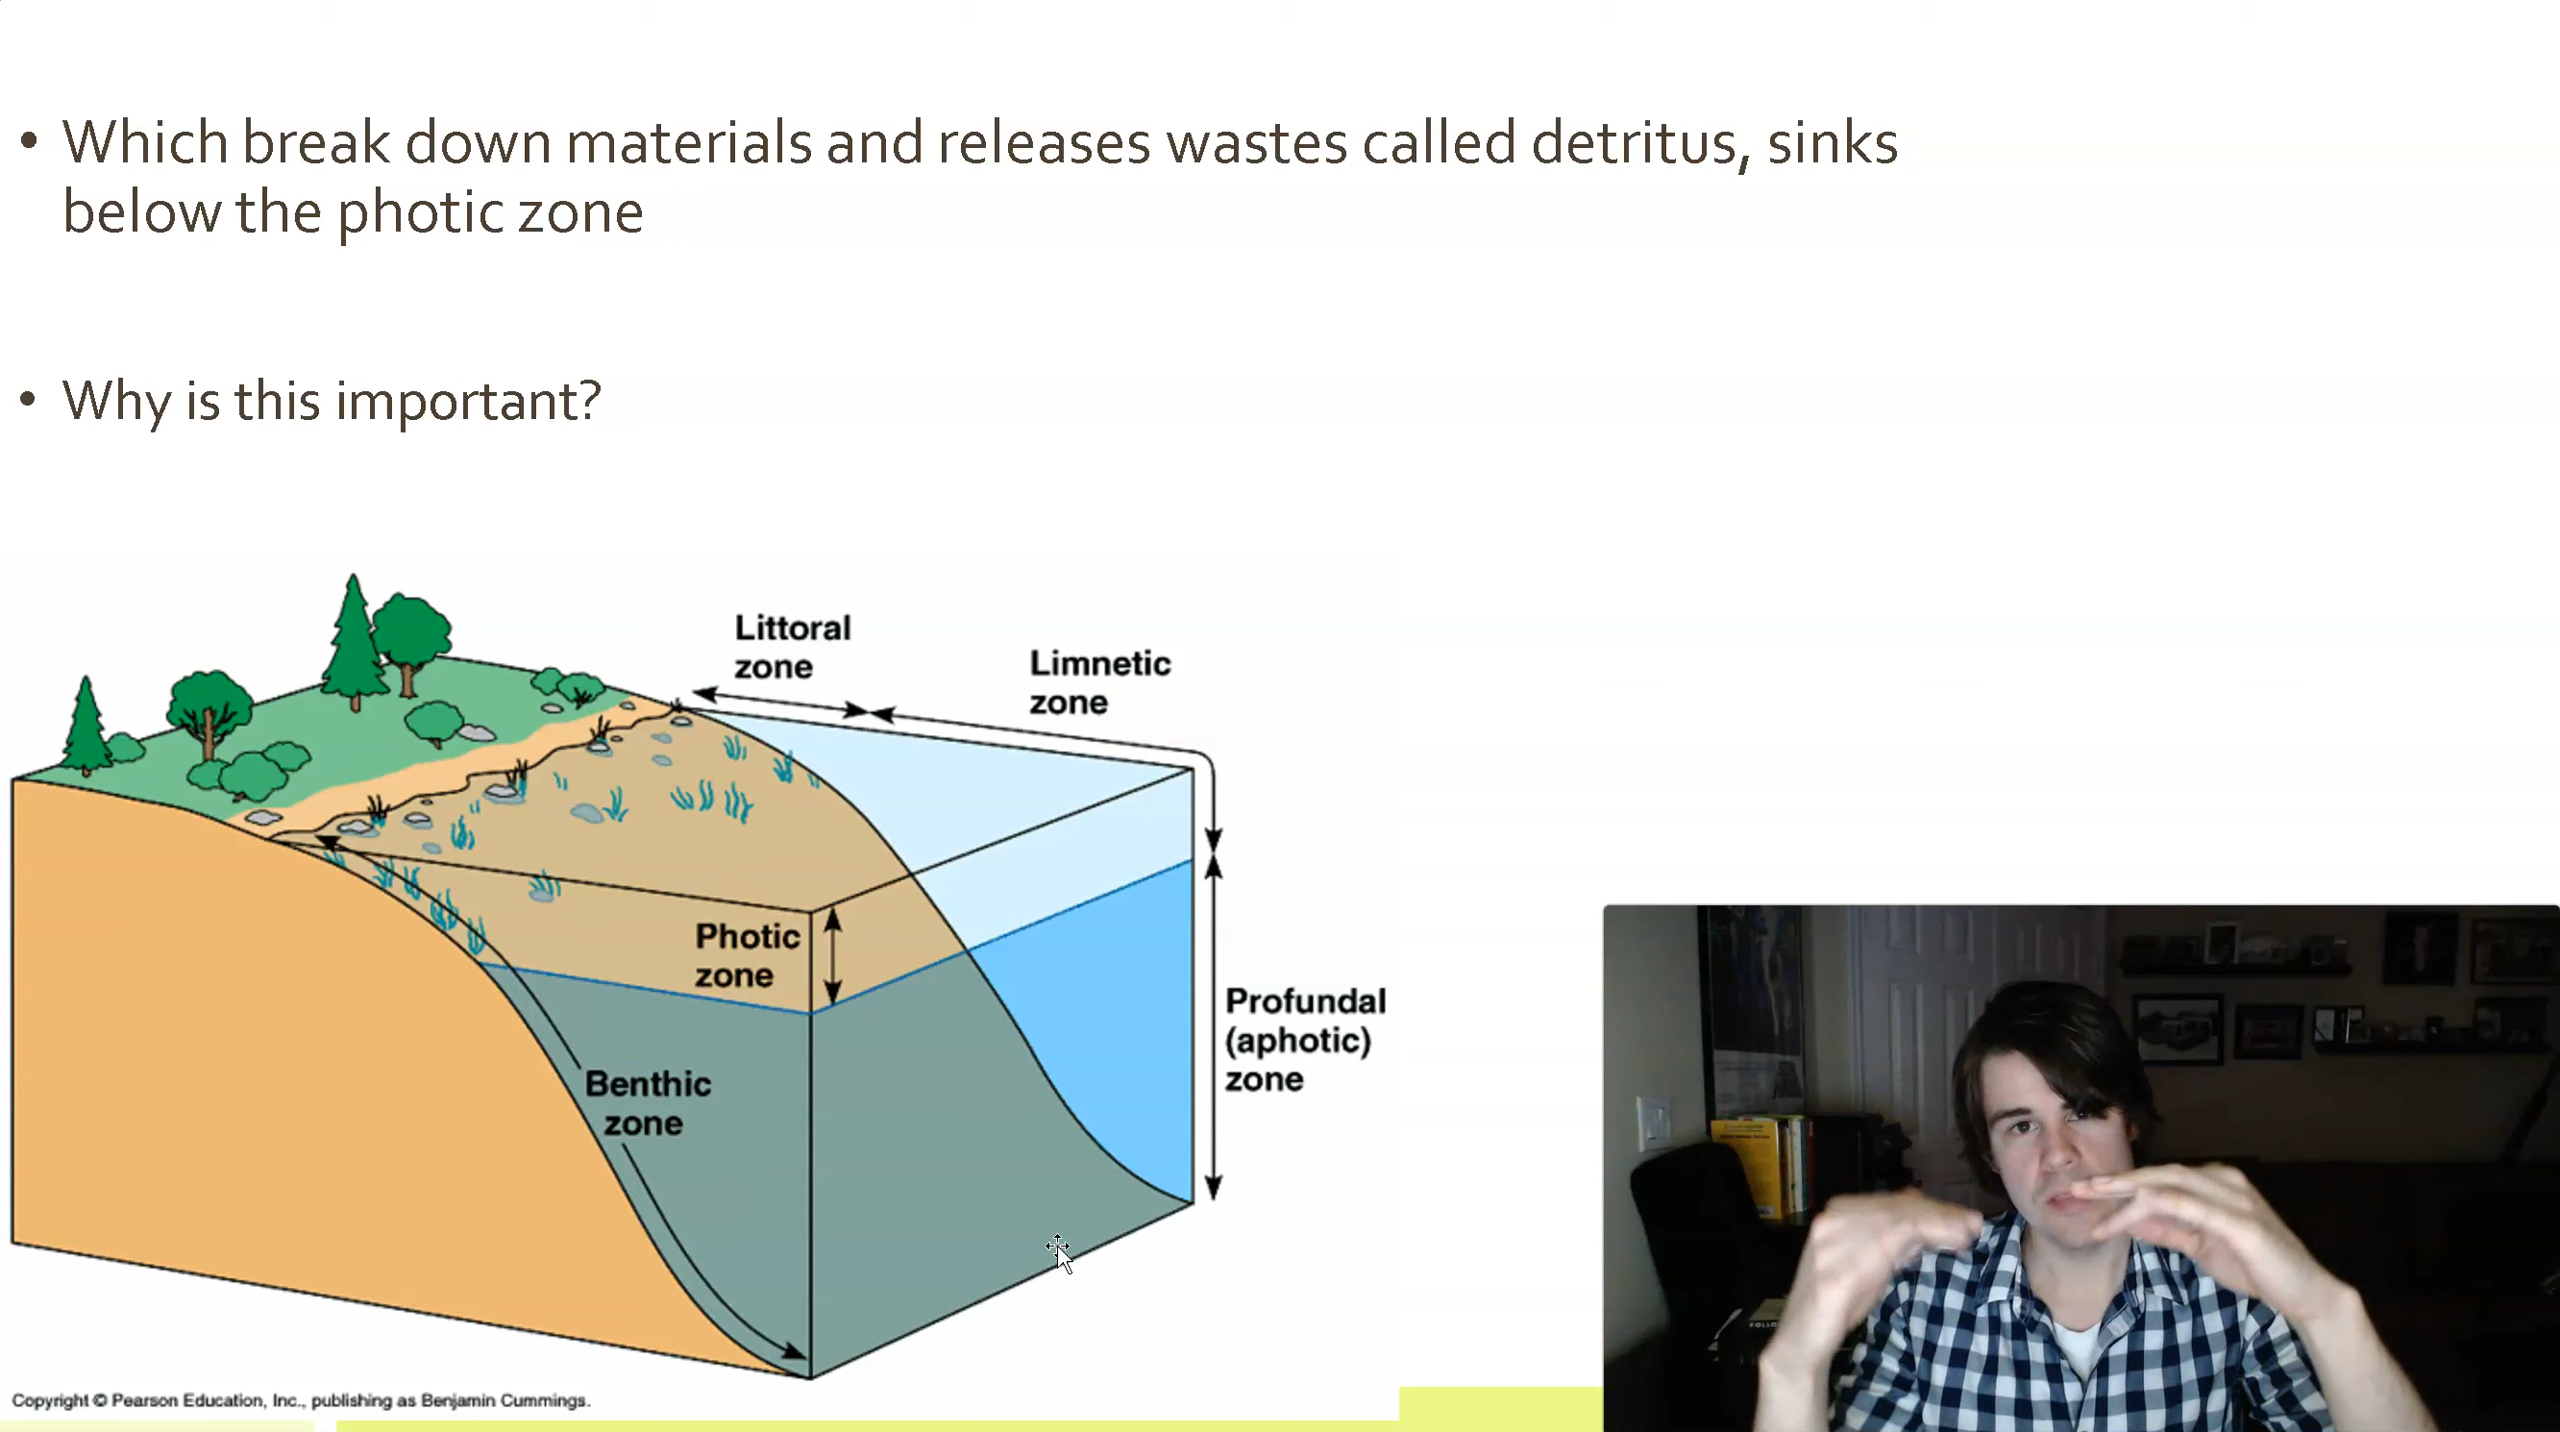 • Which break down materials and releases wastes called detritus, sinks
below the photic zone
• Why is this important?
Littoral
zone
Limnetic
zone
Photic
zone
Benthic
zone
Profundal
(aphotic)
zone
Copyright © Pearson Education, Inc., publishing as Benjamin Cummings.